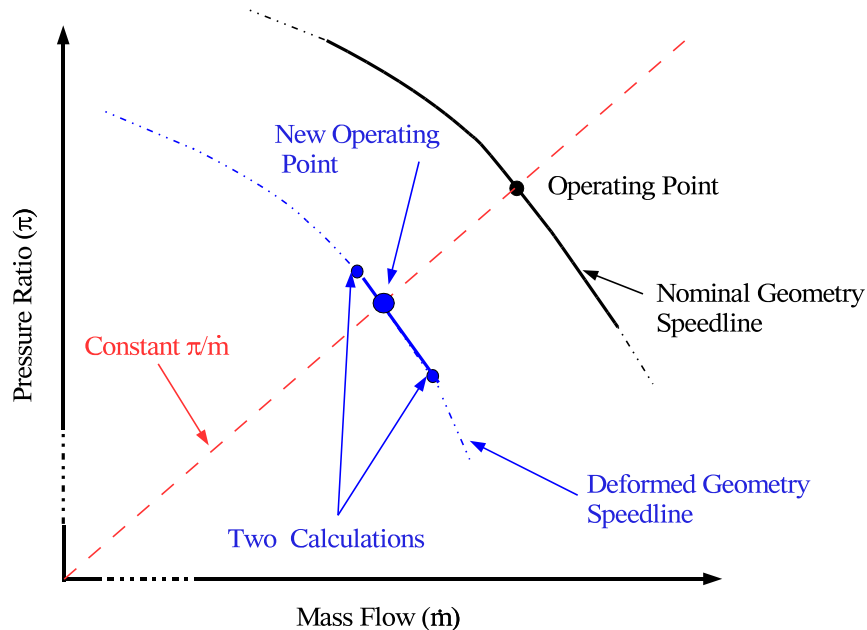 New Operating
Point
Operating Point
Pressure Ratio (π)
Nominal Geometry
Speedline
Constant π/ṁ
Deformed Geometry
Speedline
Two Calculations
Mass Flow (ṁ)